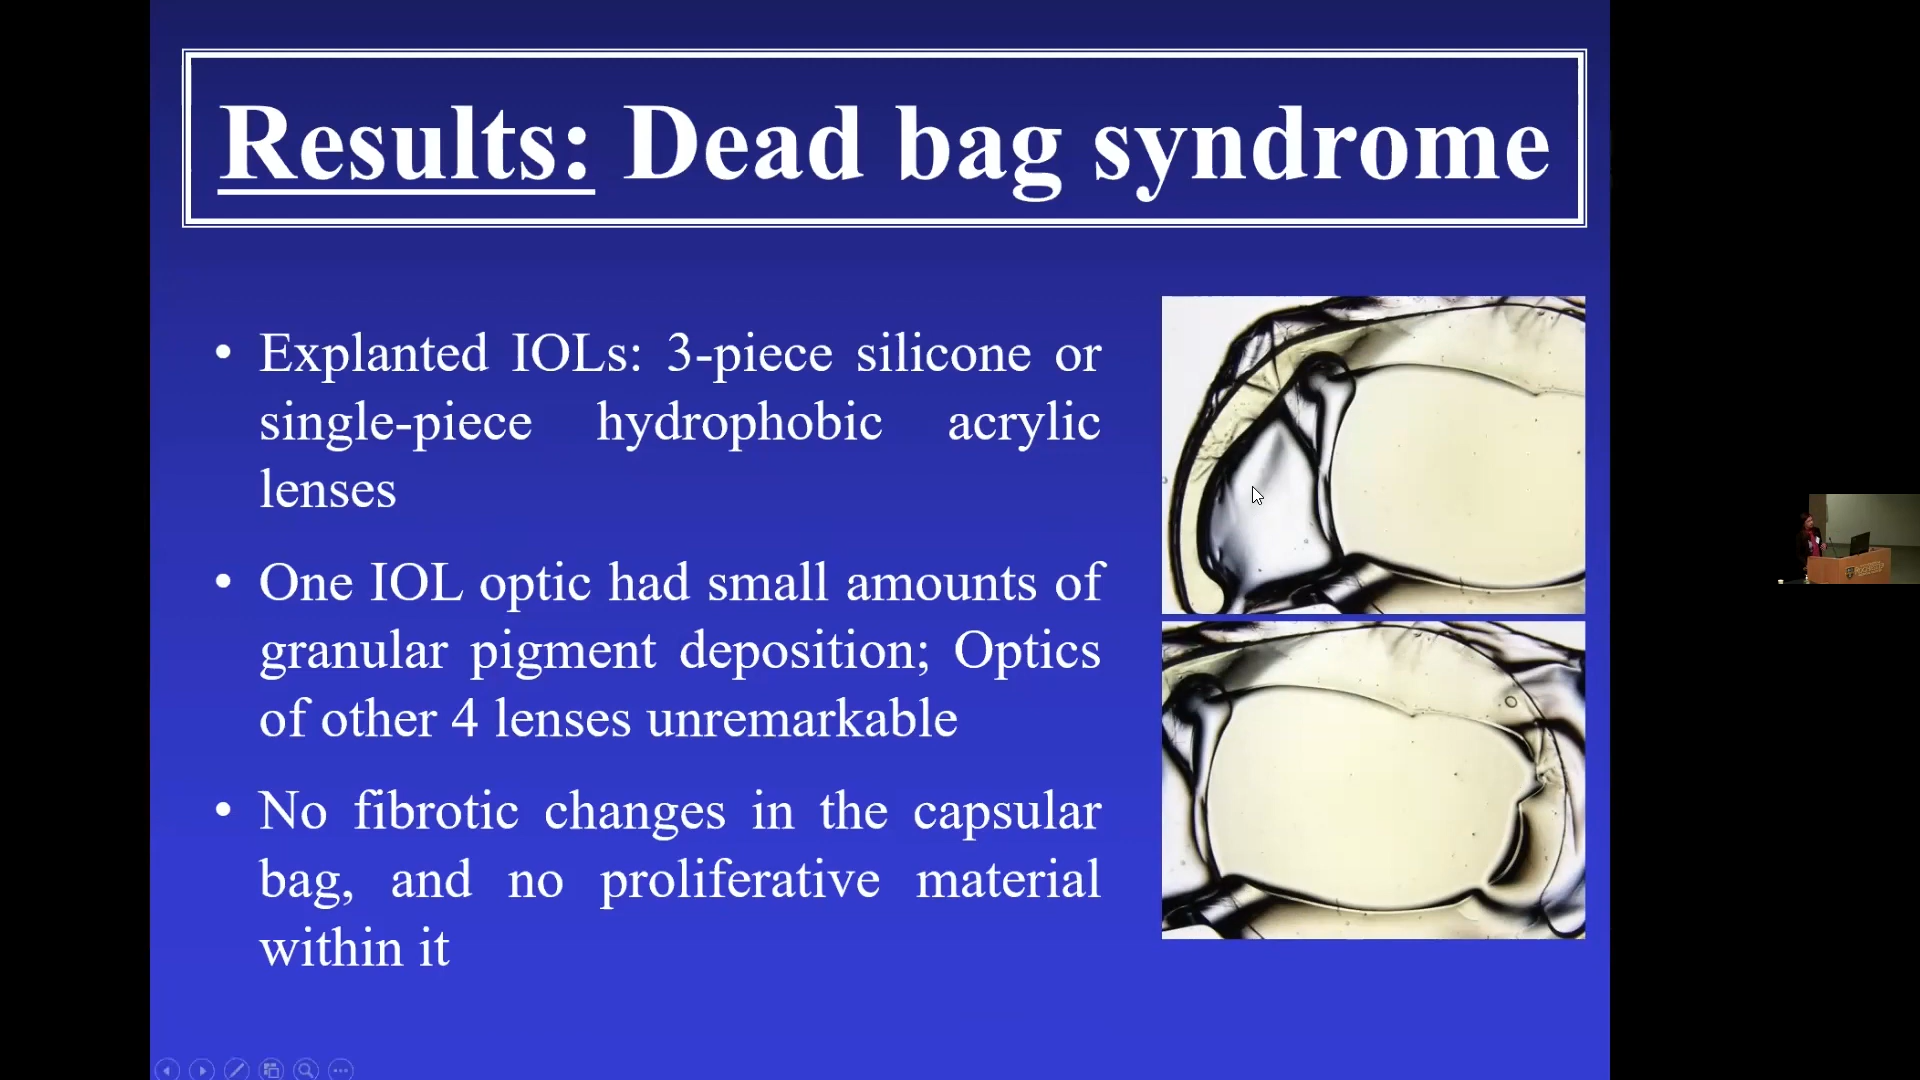 Results: Dead bag syndrome
• Explanted IOLs: 3-piece silicone or
single-piece hydrophobic acrylic
lenses
• One IOL optic had small amounts of
granular pigment deposition; Optics
of other 4 lenses unremarkable
• No fibrotic changes in the capsular
bag, and no proliferative material
within it